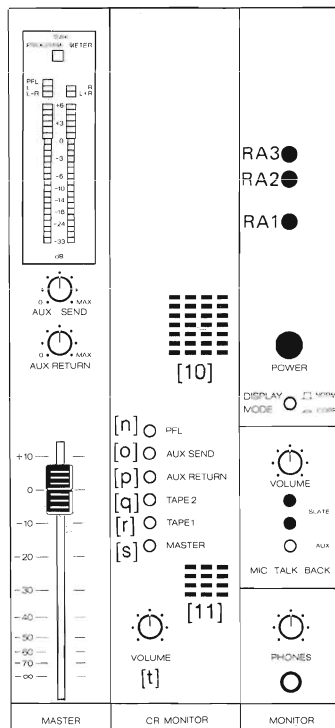 METER
PFL
L R
L+R L+R
+6
+3
0
-3
-6
-10
-14
-18
-24
-33
dB
0 MAX
AUX SEND
0 MAX
AUX RETURN
+10
0
-10
-20
-30
-40
-50
-60
-70
-∞
MASTER
[10]
[n] PFL
[o] AUX SEND
[p] AUX RETURN
[q] TAPE 2
[r] TAPE 1
[s] MASTER
[11]
VOLUME
[t]
CR MONITOR
RA3
RA2
RA1
POWER
DISPLAY
MODE
VOLUME
SLATE
AUX
MIC TALK BACK
PHONES
MONITOR